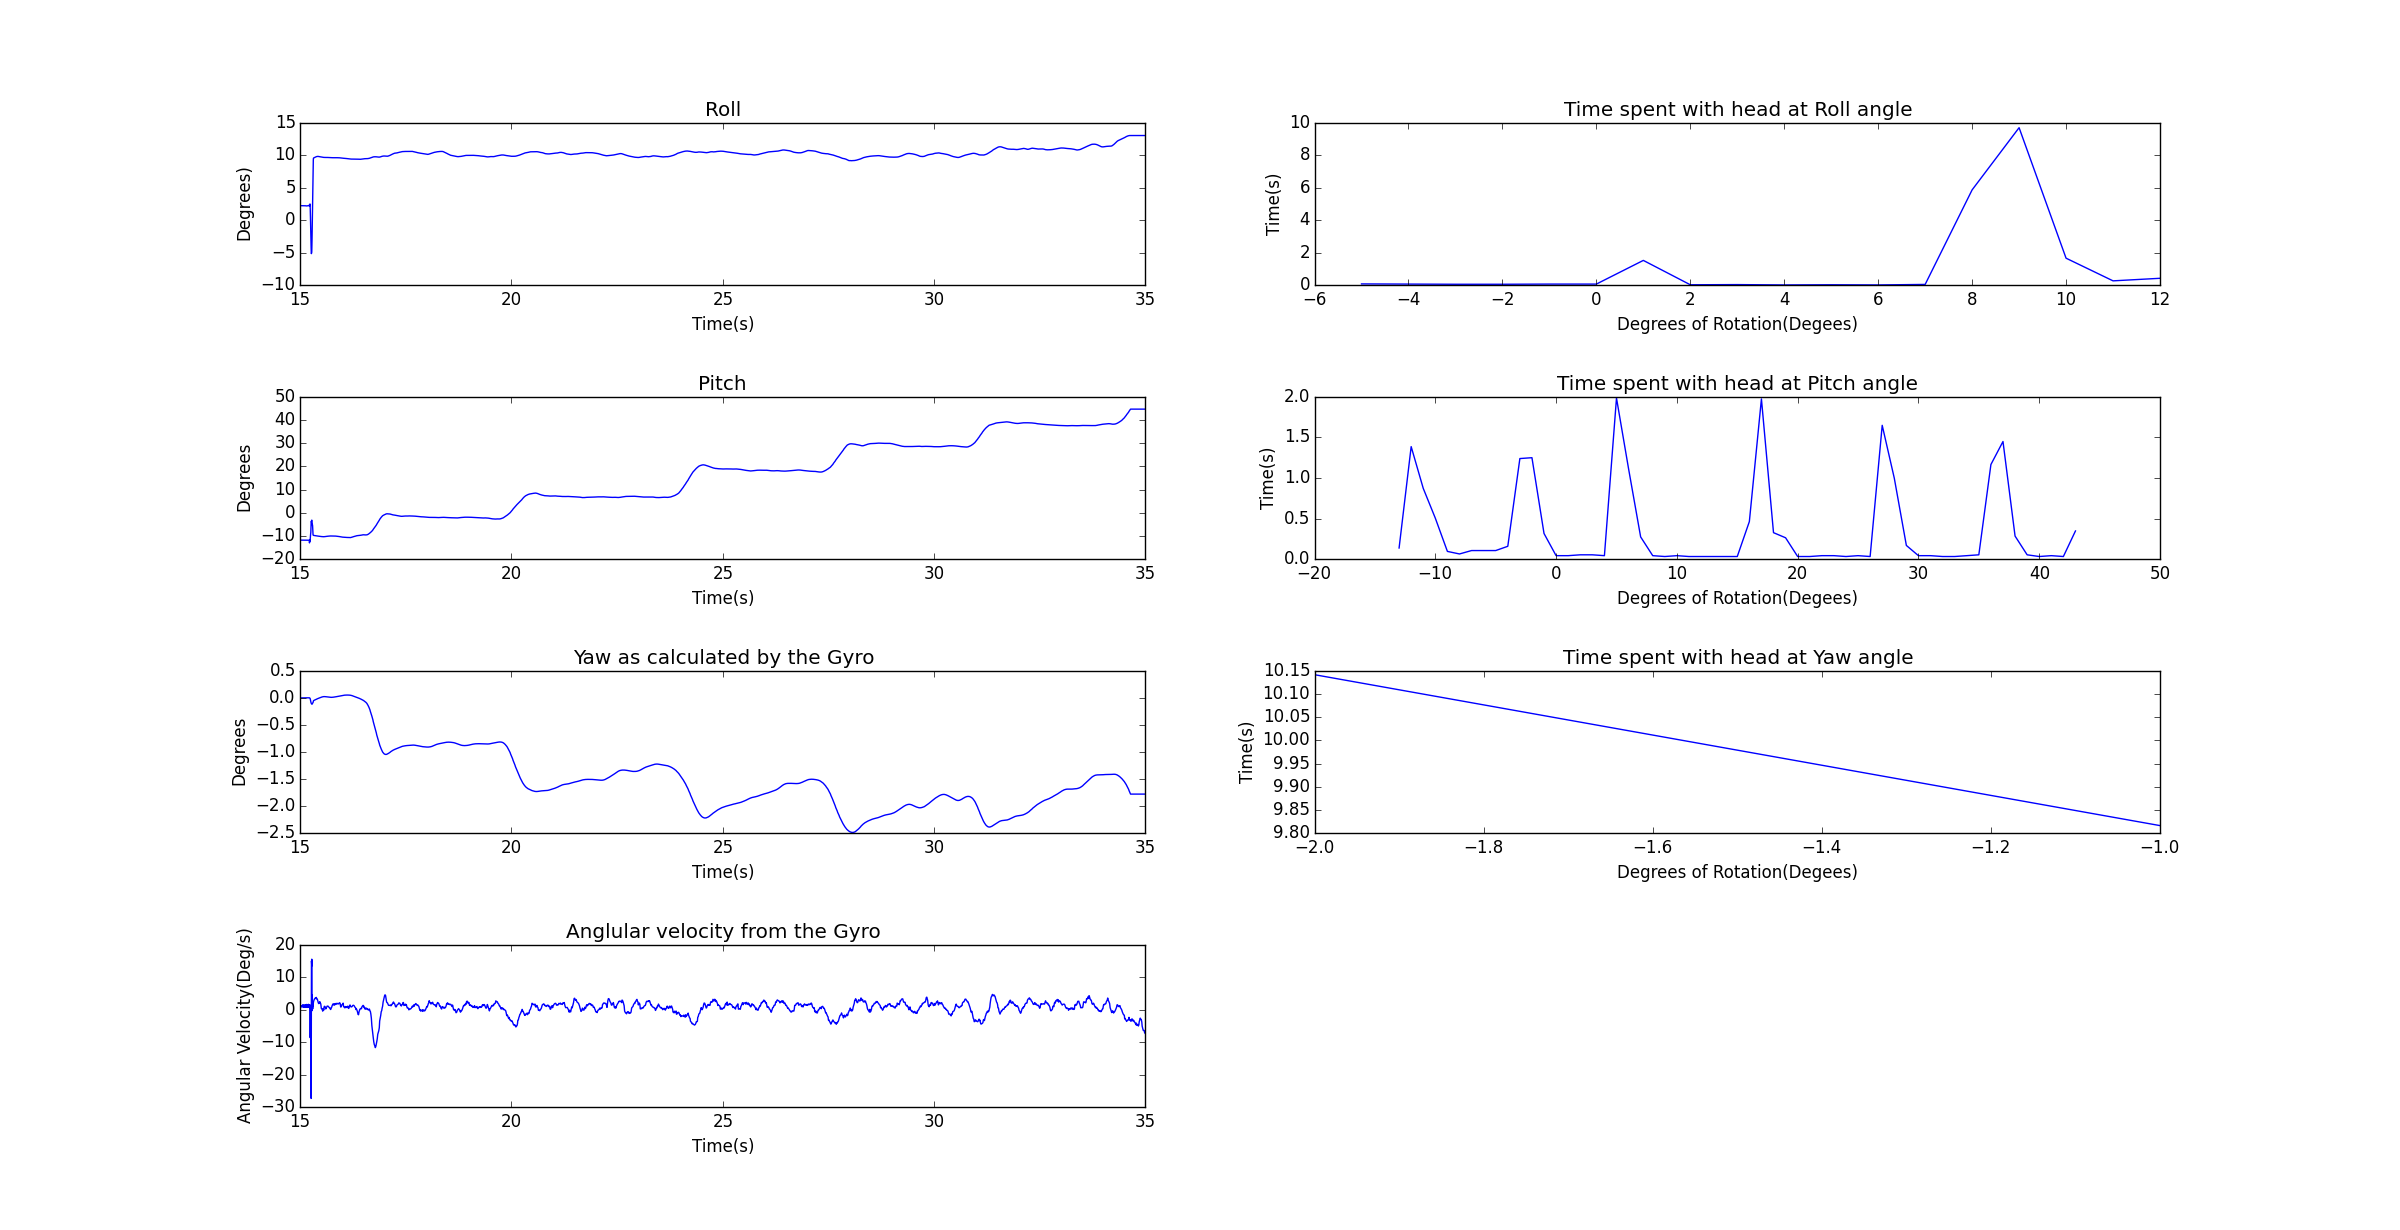 Roll
Degrees)
15
10
5
0
−5
−10
15 20 25 30 35
Time(s)
Time spent with head at Roll angle
Time(s)
10
8
6
4
2
0
−6 −4 −2 0 2 4 6 8 10 12
Degrees of Rotation(Degees)
Pitch
Degrees
50
40
30
20
10
0
−10
−20
15 20 25 30 35
Time(s)
Time spent with head at Pitch angle
Time(s)
2.0
1.5
1.0
0.5
0.0
−20 −10 0 10 20 30 40 50
Degrees of Rotation(Degees)
Yaw as calculated by the Gyro
Degrees
0.5
0.0
−0.5
−1.0
−1.5
−2.0
−2.5
15 20 25 30 35
Time(s)
Time spent with head at Yaw angle
Time(s)
10.15
10.10
10.05
10.00
9.95
9.90
9.85
9.80
−2.0 −1.8 −1.6 −1.4 −1.2 −1.0
Degrees of Rotation(Degees)
Anglular velocity from the Gyro
Angular Velocity(Deg/s)
20
10
0
−10
−20
−30
15 20 25 30 35
Time(s)